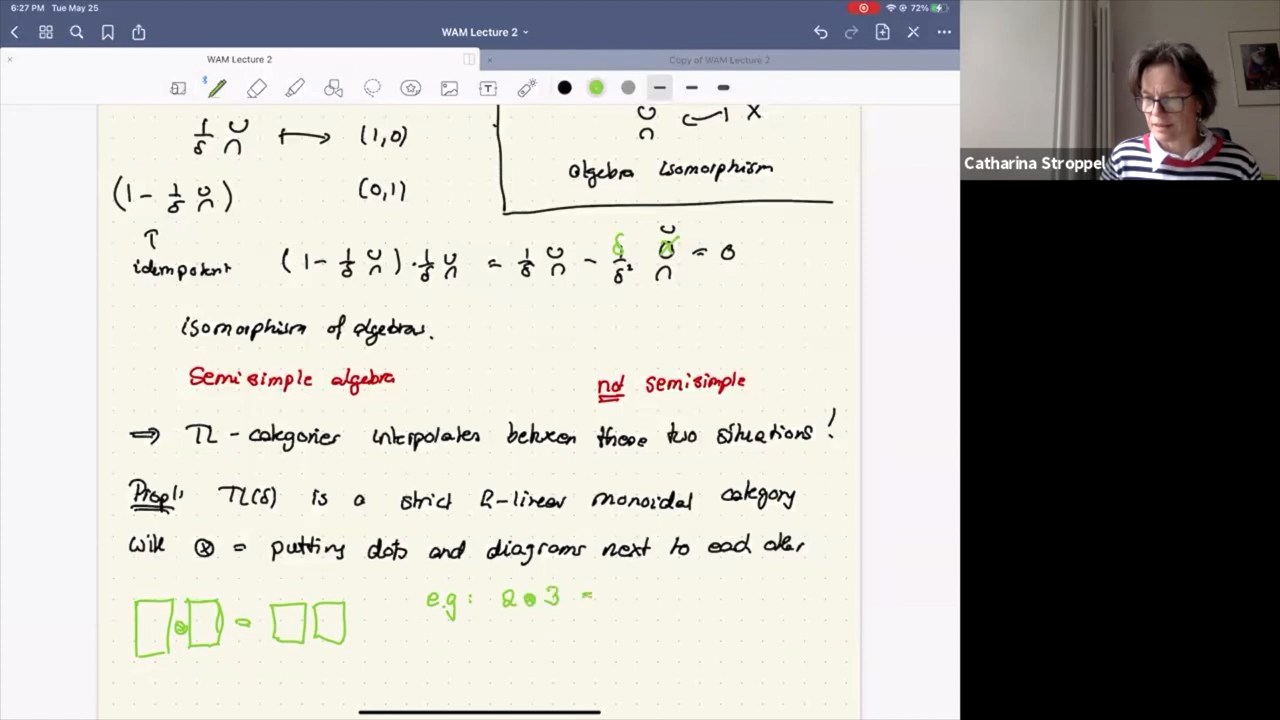 6:27 PM Tue May 25
72%
WAM Lecture 2
WAM Lecture 2
Copy of WAM Lecture 2
1/δ ∪∩ ⟼ (1,0)
∪∩ ↤ X
algebra isomorphism
(1 - 1/δ ∪∩) (0,1)
↑
idempotent (1 - 1/δ ∪∩) · 1/δ ∪∩ = 1/δ ∪∩ - δ 1/δ² ∪∩ = 0
isomorphism of algebras.
Semisimple algebra not semisimple
⇒ TL-categories interpolates between these two situations!
Prop: TL(δ) is a strict R-linear monoidal category
with ⊗ = putting dots and diagrams next to each other
⊗ = e.g: 2 ⊗ 3 =
Catharina Stroppel